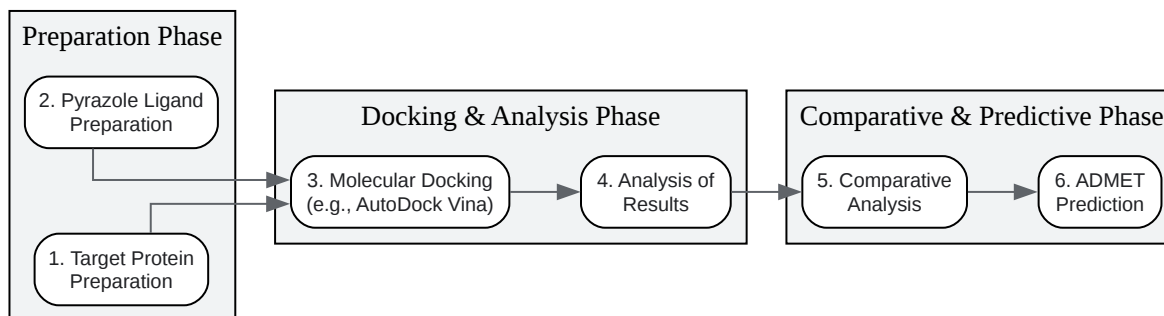 Preparation Phase
2. Pyrazole Ligand
Preparation
1. Target Protein
Preparation
Docking & Analysis Phase
3. Molecular Docking
(e.g., AutoDock Vina)
4. Analysis of
Results
Comparative & Predictive Phase
5. Comparative
Analysis
6. ADMET
Prediction